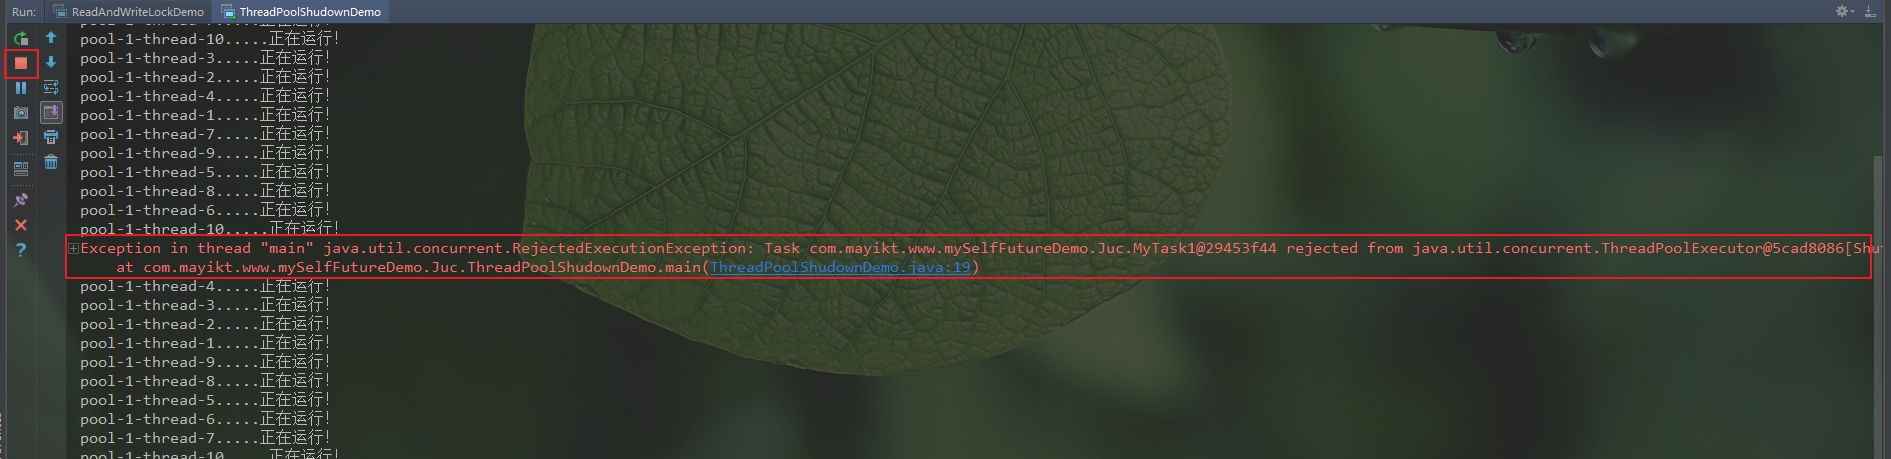 Run: ReadAndWriteLockDemo ThreadPoolShudownDemo
pool-1-thread-10.....正在运行!
pool-1-thread-3.....正在运行!
pool-1-thread-2.....正在运行!
pool-1-thread-4.....正在运行!
pool-1-thread-1.....正在运行!
pool-1-thread-7.....正在运行!
pool-1-thread-9.....正在运行!
pool-1-thread-5.....正在运行!
pool-1-thread-8.....正在运行!
pool-1-thread-6.....正在运行!
pool-1-thread-10.....正在运行!
Exception in thread "main" java.util.concurrent.RejectedExecutionException: Task com.mayikt.www.mySelfFutureDemo.Juc.MyTask1@29453f44 rejected from java.util.concurrent.ThreadPoolExecutor@5cad8086[Shu
at com.mayikt.www.mySelfFutureDemo.Juc.ThreadPoolShudownDemo.main(ThreadPoolShudownDemo.java:19)
pool-1-thread-4.....正在运行!
pool-1-thread-3.....正在运行!
pool-1-thread-2.....正在运行!
pool-1-thread-1.....正在运行!
pool-1-thread-9.....正在运行!
pool-1-thread-8.....正在运行!
pool-1-thread-5.....正在运行!
pool-1-thread-6.....正在运行!
pool-1-thread-7.....正在运行!
pool-1-thread-10.....正在运行!